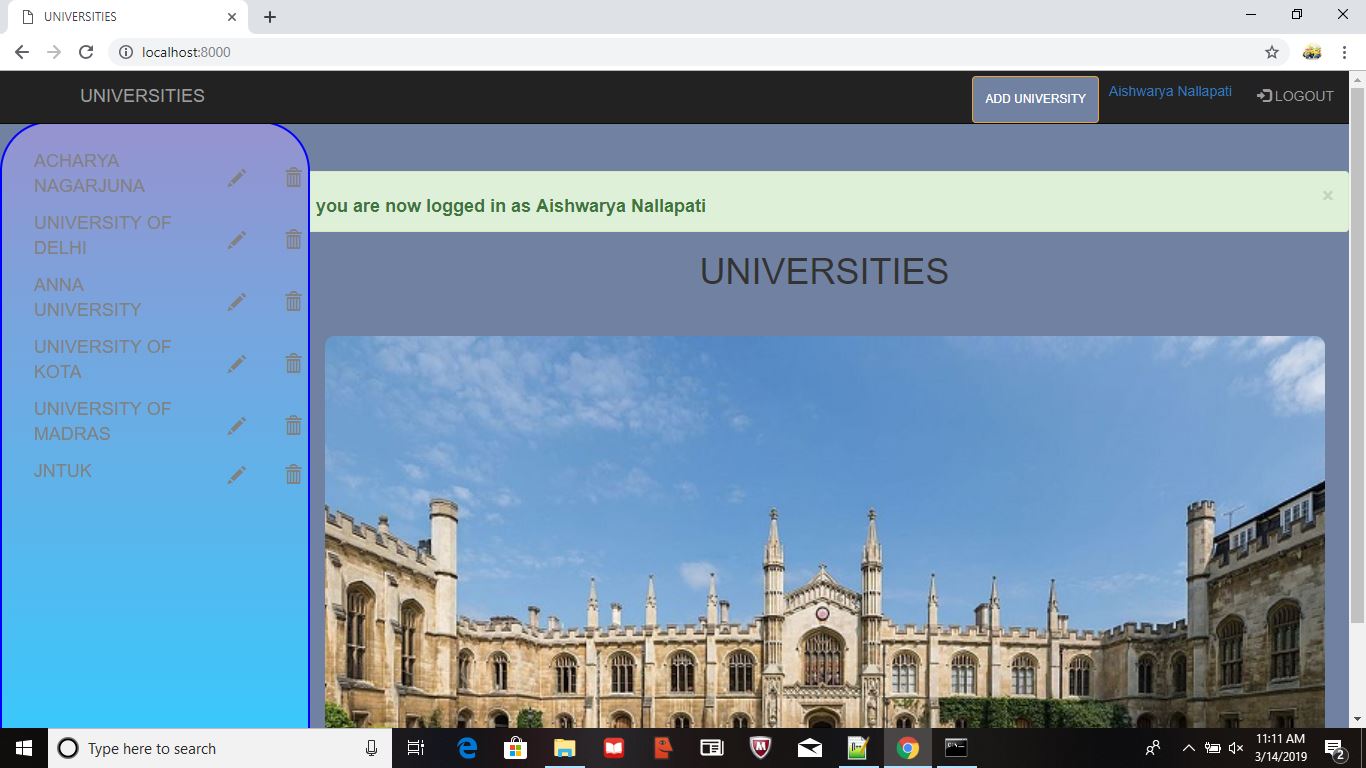 UNIVERSITIES
localhost:8000
UNIVERSITIES
ADD UNIVERSITY
Aishwarya Nallapati
LOGOUT
ACHARYA
NAGARJUNA
UNIVERSITY OF
DELHI
ANNA
UNIVERSITY
UNIVERSITY OF
KOTA
UNIVERSITY OF
MADRAS
JNTUK
you are now logged in as Aishwarya Nallapati
×
UNIVERSITIES
Type here to search
11:11 AM
3/14/2019
2